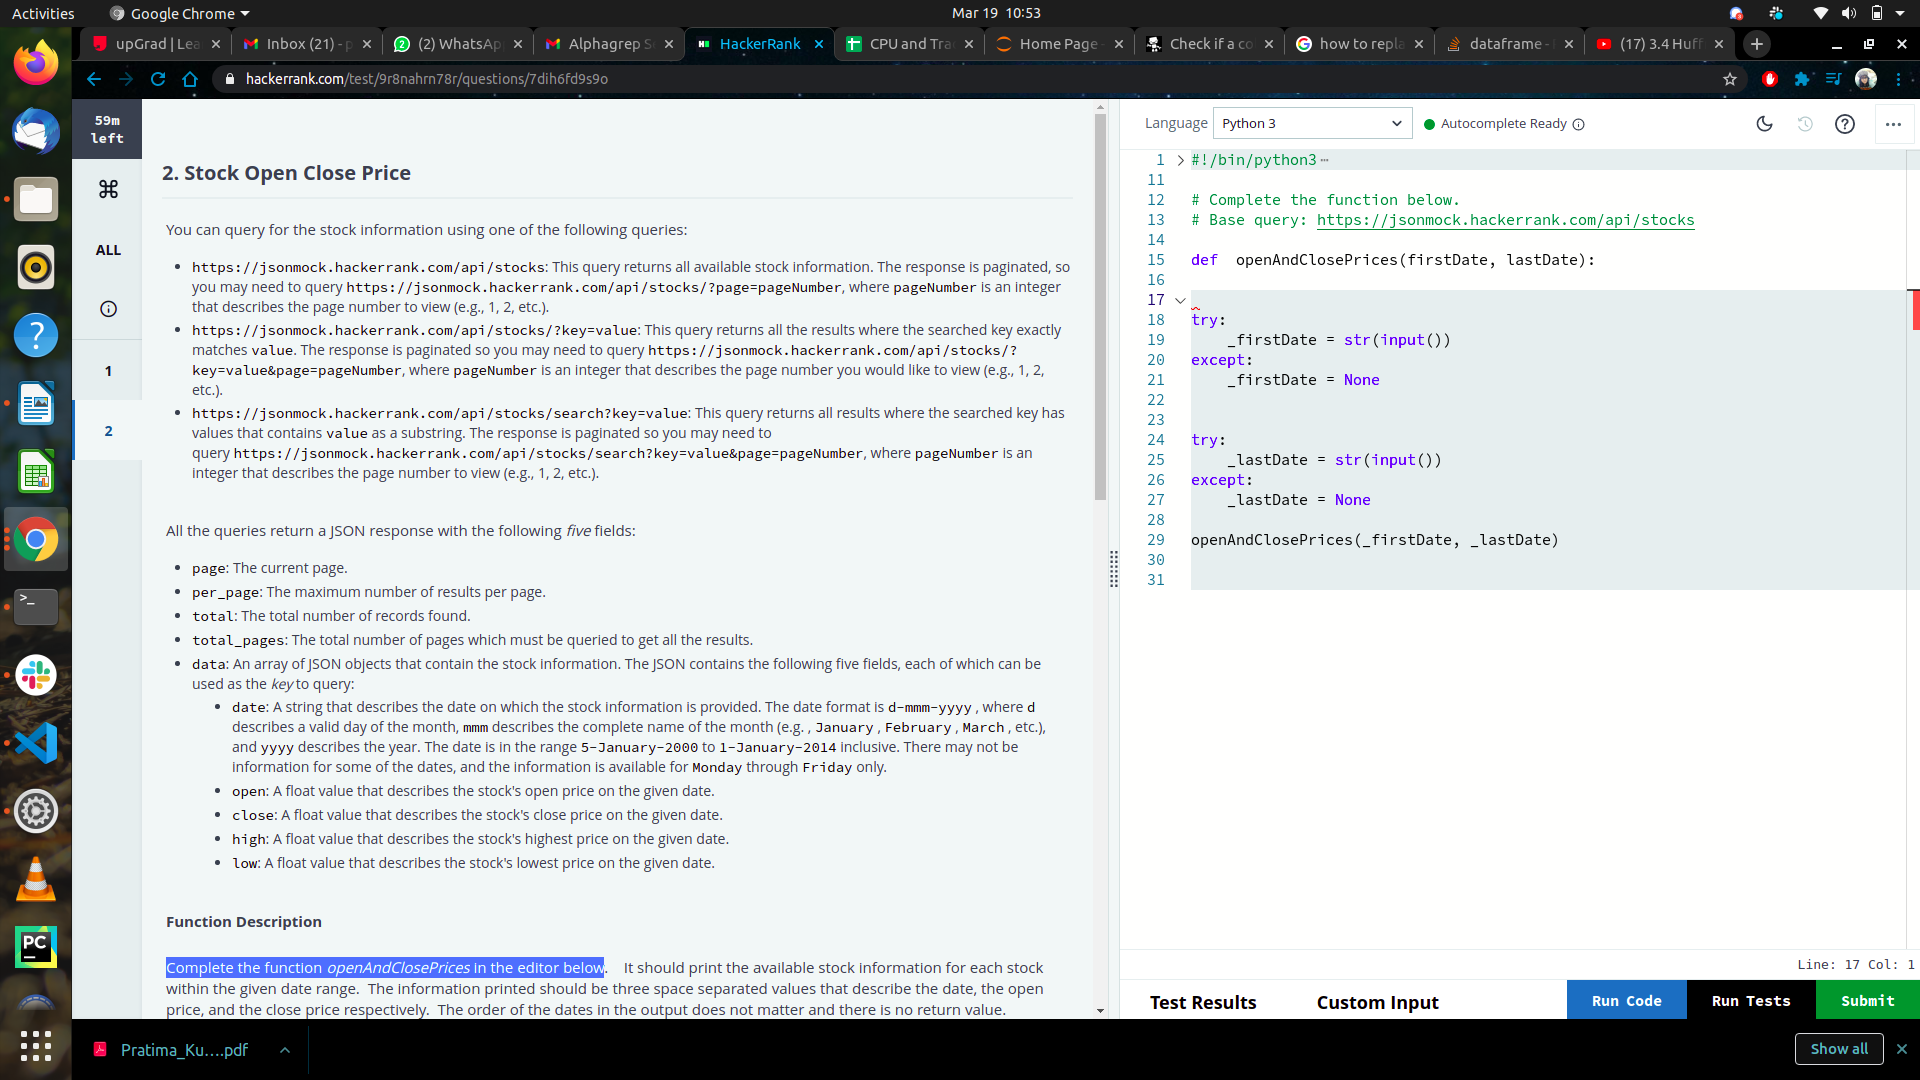 Activities
Google Chrome
Mar 19 10:53
upGrad | Lea
Inbox (21) - p
(2) WhatsAp
Alphagrep S
HackerRank
CPU and Tra
Home Page -
Check if a co
how to repla
dataframe -
(17) 3.4 Huff
hackerrank.com/test/9r8nahrn78r/questions/7dih6fd9s9o
59m
left
ALL
1
2
2. Stock Open Close Price
You can query for the stock information using one of the following queries:
https://jsonmock.hackerrank.com/api/stocks: This query returns all available stock information. The response is paginated, so
you may need to query https://jsonmock.hackerrank.com/api/stocks/?page=pageNumber, where pageNumber is an integer
that describes the page number to view (e.g., 1, 2, etc.).
https://jsonmock.hackerrank.com/api/stocks/?key=value: This query returns all the results where the searched key exactly
matches value. The response is paginated so you may need to query https://jsonmock.hackerrank.com/api/stocks/?
key=value&page=pageNumber, where pageNumber is an integer that describes the page number you would like to view (e.g., 1, 2,
etc.).
https://jsonmock.hackerrank.com/api/stocks/search?key=value: This query returns all results where the searched key has
values that contains value as a substring. The response is paginated so you may need to
query https://jsonmock.hackerrank.com/api/stocks/search?key=value&page=pageNumber, where pageNumber is an
integer that describes the page number to view (e.g., 1, 2, etc.).
All the queries return a JSON response with the following five fields:
page: The current page.
per_page: The maximum number of results per page.
total: The total number of records found.
total_pages: The total number of pages which must be queried to get all the results.
data: An array of JSON objects that contain the stock information. The JSON contains the following five fields, each of which can be
used as the key to query:
date: A string that describes the date on which the stock information is provided. The date format is d-mmm-yyyy , where d
describes a valid day of the month, mmm describes the complete name of the month (e.g. , January , February , March , etc.),
and yyyy describes the year. The date is in the range 5-January-2000 to 1-January-2014 inclusive. There may not be
information for some of the dates, and the information is available for Monday through Friday only.
open: A float value that describes the stock's open price on the given date.
close: A float value that describes the stock's close price on the given date.
high: A float value that describes the stock's highest price on the given date.
low: A float value that describes the stock's lowest price on the given date.
Function Description
Complete the function openAndClosePrices in the editor below. It should print the available stock information for each stock
within the given date range. The information printed should be three space separated values that describe the date, the open
price, and the close price respectively. The order of the dates in the output does not matter and there is no return value.
Language
Python 3
Autocomplete Ready
1 #!/bin/python3
11
12 # Complete the function below.
13 # Base query: https://jsonmock.hackerrank.com/api/stocks
14
15 def openAndClosePrices(firstDate, lastDate):
16
17
18 try:
19 _firstDate = str(input())
20 except:
21 _firstDate = None
22
23
24 try:
25 _lastDate = str(input())
26 except:
27 _lastDate = None
28
29 openAndClosePrices(_firstDate, _lastDate)
30
31
Line: 17 Col: 1
Test Results
Custom Input
Run Code
Run Tests
Submit
Pratima_Ku....pdf
Show all